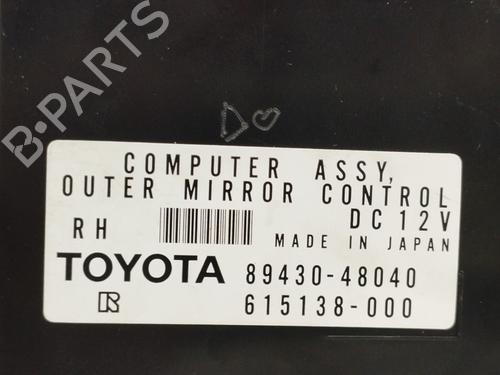 B-PARTS
COMPUTER ASSY,
OUTER MIRROR CONTROL
DC 12V
RH
MADE IN JAPAN
TOYOTA 89430-48040
R 615138-000